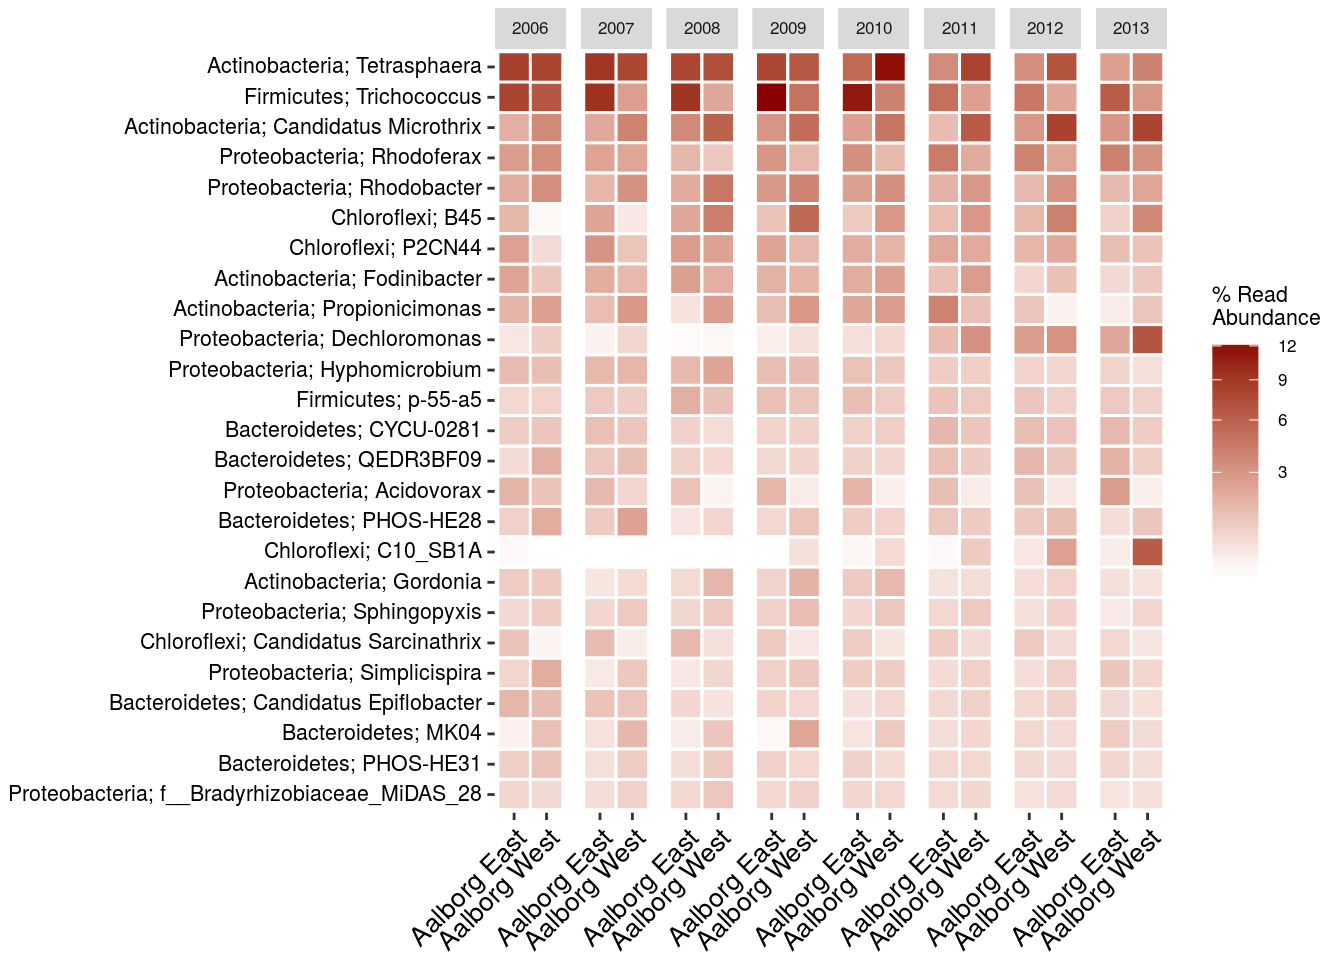 2006 2007 2008 2009 2010 2011 2012 2013
Actinobacteria; Tetrasphaera
Firmicutes; Trichococcus
Actinobacteria; Candidatus Microthrix
Proteobacteria; Rhodoferax
Proteobacteria; Rhodobacter
Chloroflexi; B45
Chloroflexi; P2CN44
Actinobacteria; Fodinibacter
Actinobacteria; Propionicimonas
Proteobacteria; Dechloromonas
Proteobacteria; Hyphomicrobium
Firmicutes; p-55-a5
Bacteroidetes; CYCU-0281
Bacteroidetes; QEDR3BF09
Proteobacteria; Acidovorax
Bacteroidetes; PHOS-HE28
Chloroflexi; C10_SB1A
Actinobacteria; Gordonia
Proteobacteria; Sphingopyxis
Chloroflexi; Candidatus Sarcinathrix
Proteobacteria; Simplicispira
Bacteroidetes; Candidatus Epiflobacter
Bacteroidetes; MK04
Bacteroidetes; PHOS-HE31
Proteobacteria; f__Bradyrhizobiaceae_MiDAS_28
Aalborg East
Aalborg West
Aalborg East
Aalborg West
Aalborg East
Aalborg West
Aalborg East
Aalborg West
Aalborg East
Aalborg West
Aalborg East
Aalborg West
Aalborg East
Aalborg West
Aalborg East
Aalborg West
% Read
Abundance
12
9
6
3